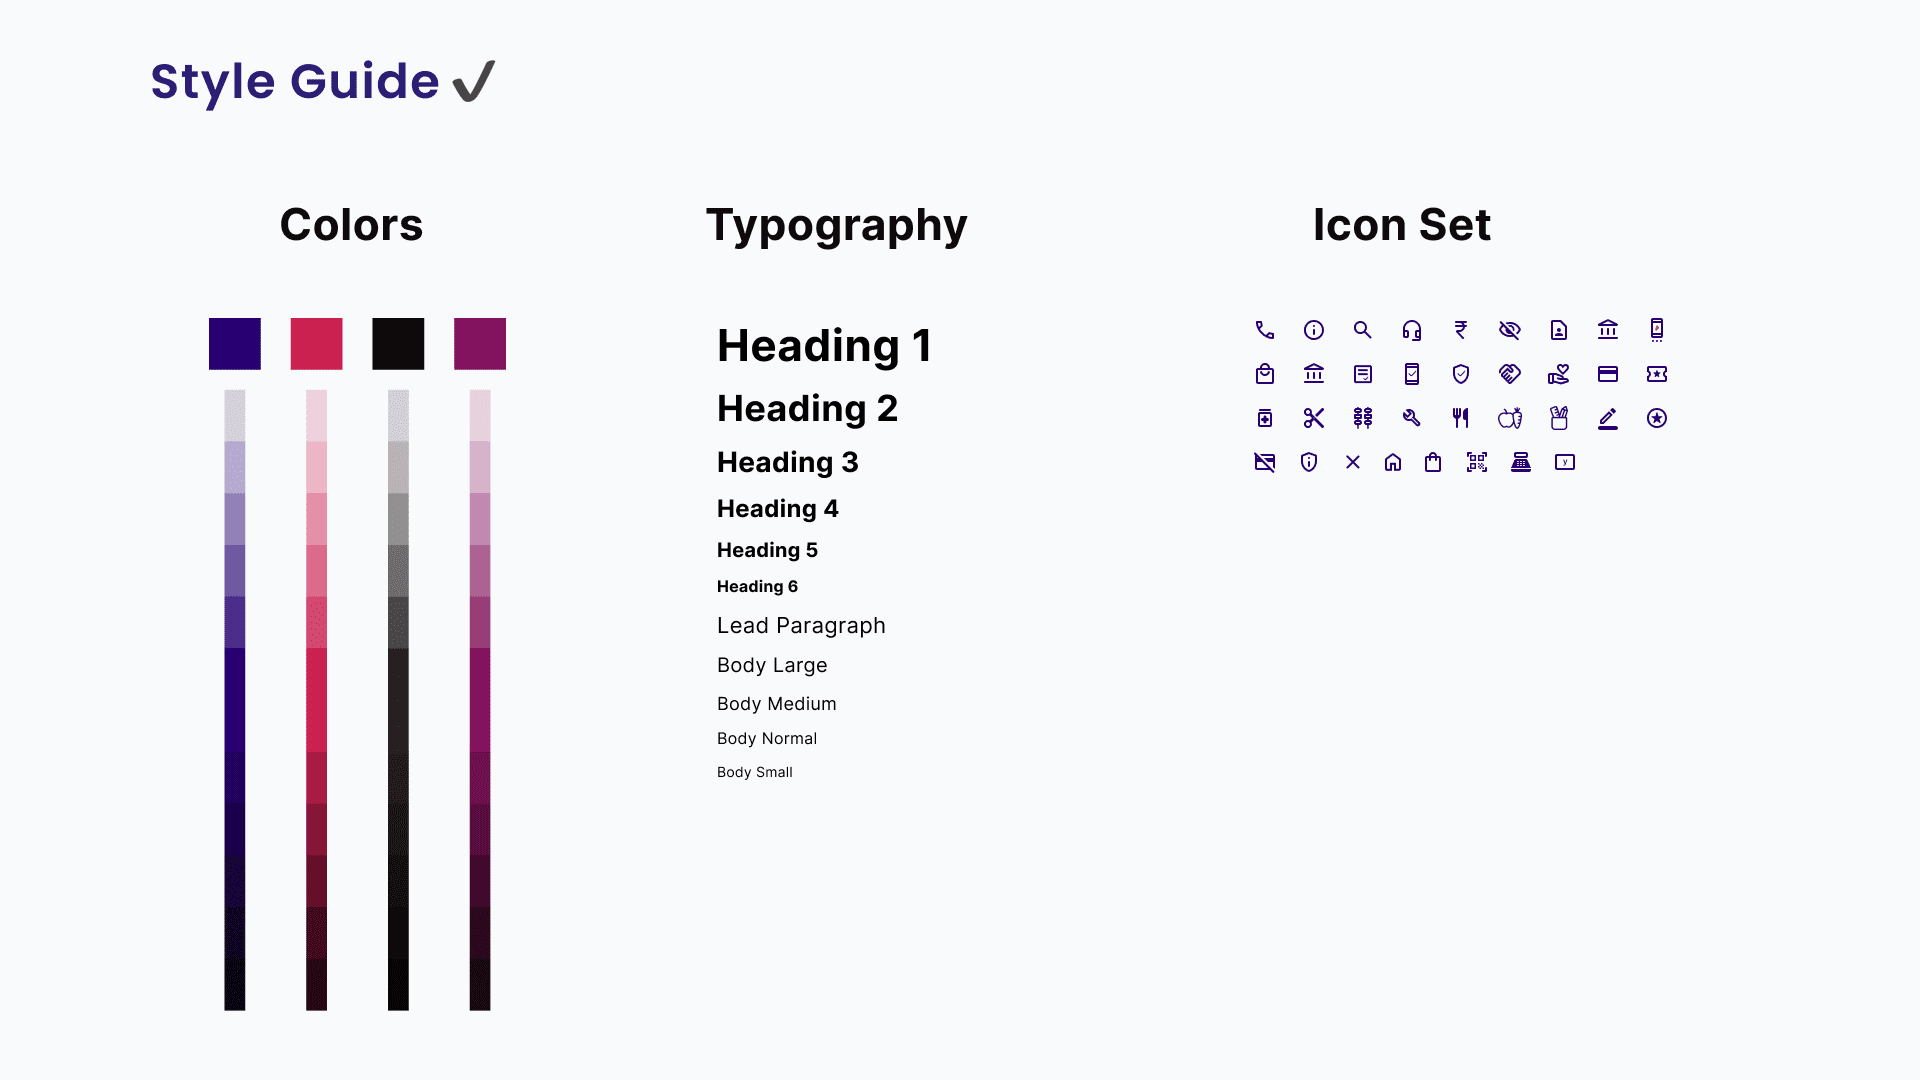 Style Guide
Colors
Typography
Icon Set
Heading 1
Heading 2
Heading 3
Heading 4
Heading 5
Heading 6
Lead Paragraph
Body Large
Body Medium
Body Normal
Body Small